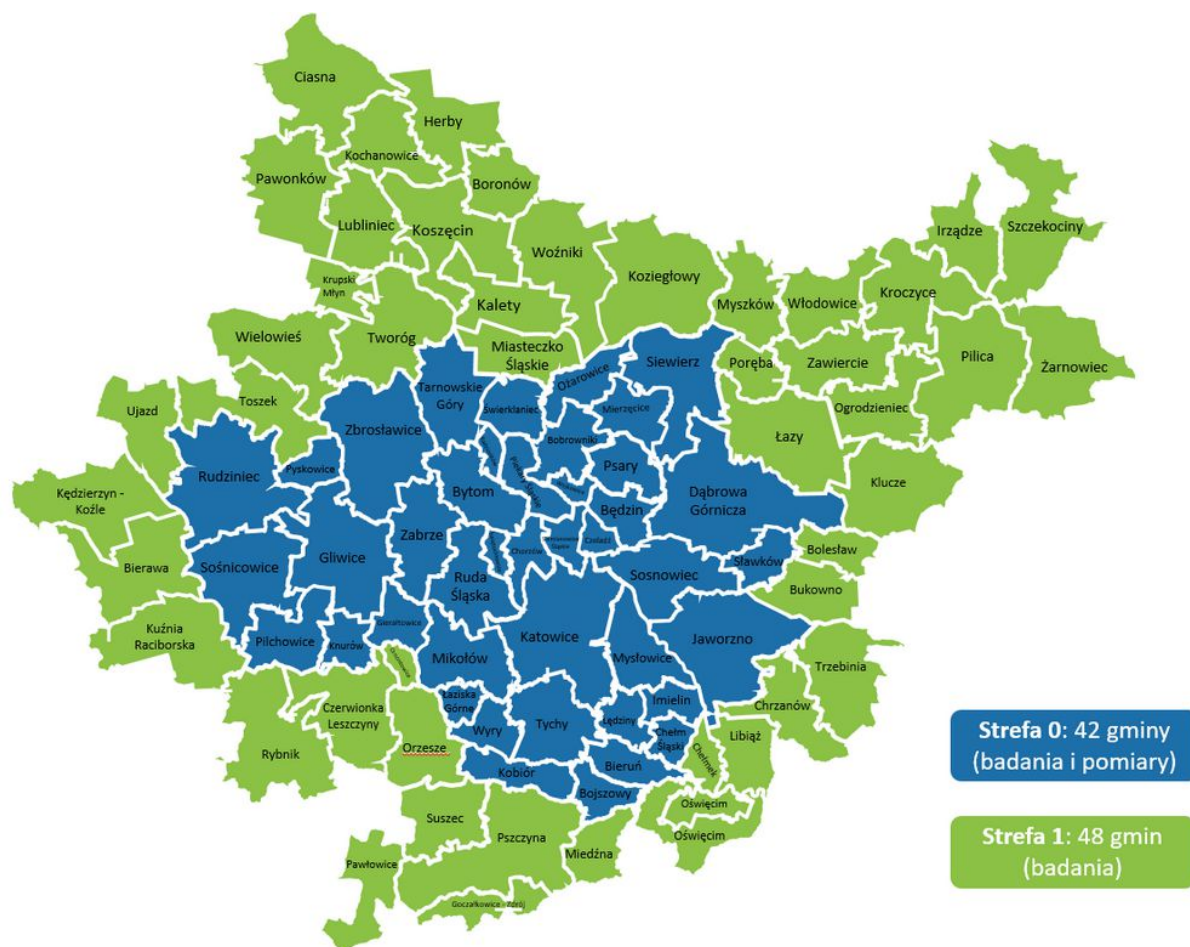 Ciasna
Herby
Kochanowice
Pawonków
Boronów
Lubliniec
Koszęcin
Woźniki
Koziegłowy
Irządze
Szczekociny
Krupski
Młyn
Kalety
Myszków
Włodowice
Kroczyce
Wielowieś
Tworóg
Miasteczko
Śląskie
Poręba
Zawiercie
Pilica
Żarnowiec
Siewierz
Ożarowice
Ujazd
Toszek
Tarnowskie
Góry
Świerklaniec
Mierzęcice
Ogrodzieniec
Zbrosławice
Bobrowniki
Łazy
Rudziniec
Pyskowice
Piekary Śląskie
Psary
Klucze
Kędzierzyn -
Koźle
Bytom
Będzin
Dąbrowa
Górnicza
Bierawa
Sośnicowice
Gliwice
Zabrze
Chorzów
Czeladź
Bolesław
Sławków
Ruda
Śląska
Sosnowiec
Bukowno
Kuźnia
Raciborska
Pilchowice
Knurów
Gierałtowice
Mikołów
Katowice
Mysłowice
Jaworzno
Trzebinia
Czerwionka
Leszczyny
Łaziska
Górne
Wyry
Tychy
Lędziny
Imielin
Chrzanów
Rybnik
Orzesze
Chełm
Śląski
Chełmek
Libiąż
Kobiór
Bieruń
Bojszowy
Oświęcim
Oświęcim
Suszec
Pszczyna
Miedźna
Pawłowice
Goczałkowice - Zdrój
Strefa 0: 42 gminy
(badania i pomiary)
Strefa 1: 48 gmin
(badania)